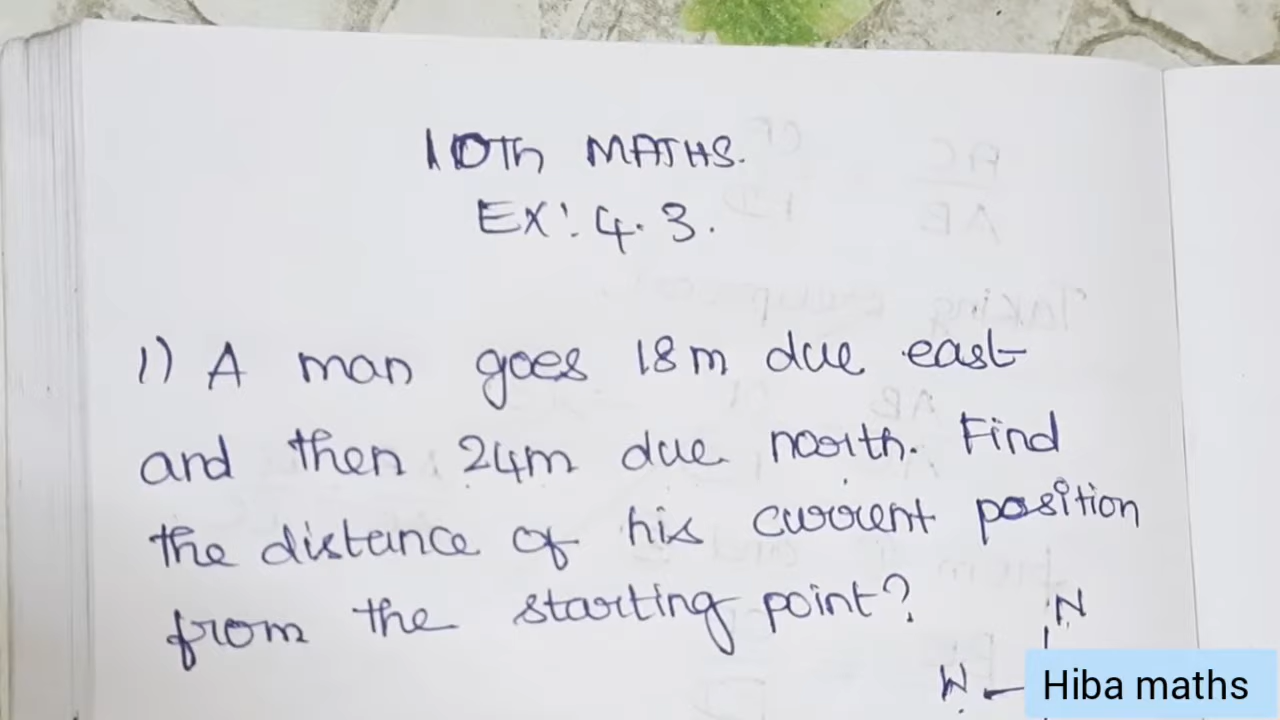 10Th MATHS.
EX: 4.3.
1) A man goes 18m due east
and then 24m due north. Find
the distance of his current position
from the starting point?
N
W
Hiba maths